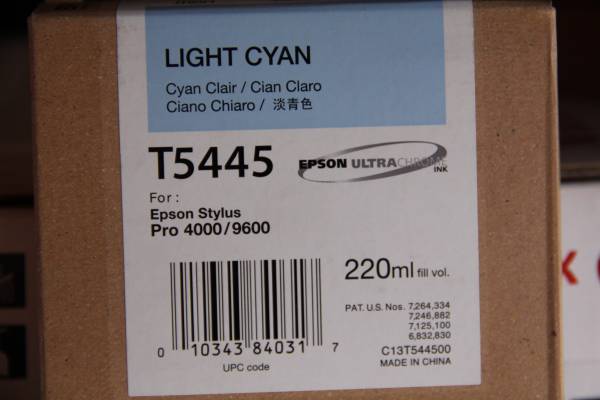 LIGHT CYAN
Cyan Clair / Cian Claro
Ciano Chiaro / 淡青色
T5445
EPSON ULTRACHROME
INK
For :
Epson Stylus
Pro 4000/9600
220ml fill vol.
PAT. U.S. Nos. 7,264,334
7,246,882
7,125,100
6,832,830
0 10343 84031 7
UPC code
C13T544500
MADE IN CHINA